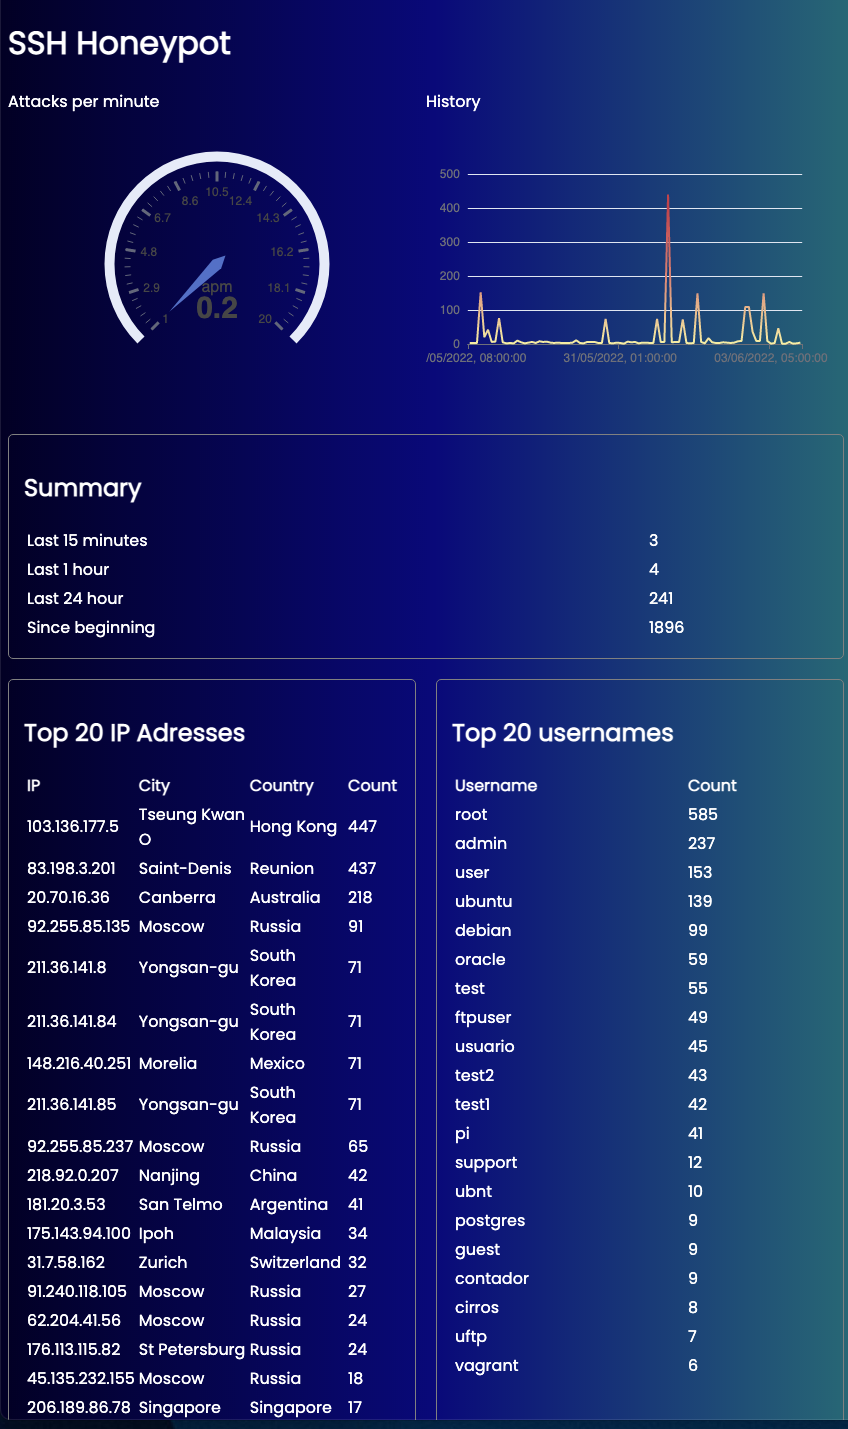 SSH Honeypot
Attacks per minute
History
10.5
8.6
12.4
6.7
14.3
4.8
16.2
2.9
18.1
1
20
apm
0.2
500
400
300
200
100
0
/05/2022, 08:00:00 31/05/2022, 01:00:00 03/06/2022, 05:00:00
Summary
Last 15 minutes 3
Last 1 hour 4
Last 24 hour 241
Since beginning 1896
Top 20 IP Adresses
IP City Country Count
103.136.177.5 Tseung Kwan O Hong Kong 447
83.198.3.201 Saint-Denis Reunion 437
20.70.16.36 Canberra Australia 218
92.255.85.135 Moscow Russia 91
211.36.141.8 Yongsan-gu South Korea 71
211.36.141.84 Yongsan-gu South Korea 71
148.216.40.251 Morelia Mexico 71
211.36.141.85 Yongsan-gu South Korea 71
92.255.85.237 Moscow Russia 65
218.92.0.207 Nanjing China 42
181.20.3.53 San Telmo Argentina 41
175.143.94.100 Ipoh Malaysia 34
31.7.58.162 Zurich Switzerland 32
91.240.118.105 Moscow Russia 27
62.204.41.56 Moscow Russia 24
176.113.115.82 St Petersburg Russia 24
45.135.232.155 Moscow Russia 18
206.189.86.78 Singapore Singapore 17
Top 20 usernames
Username Count
root 585
admin 237
user 153
ubuntu 139
debian 99
oracle 59
test 55
ftpuser 49
usuario 45
test2 43
test1 42
pi 41
support 12
ubnt 10
postgres 9
guest 9
contador 9
cirros 8
uftp 7
vagrant 6